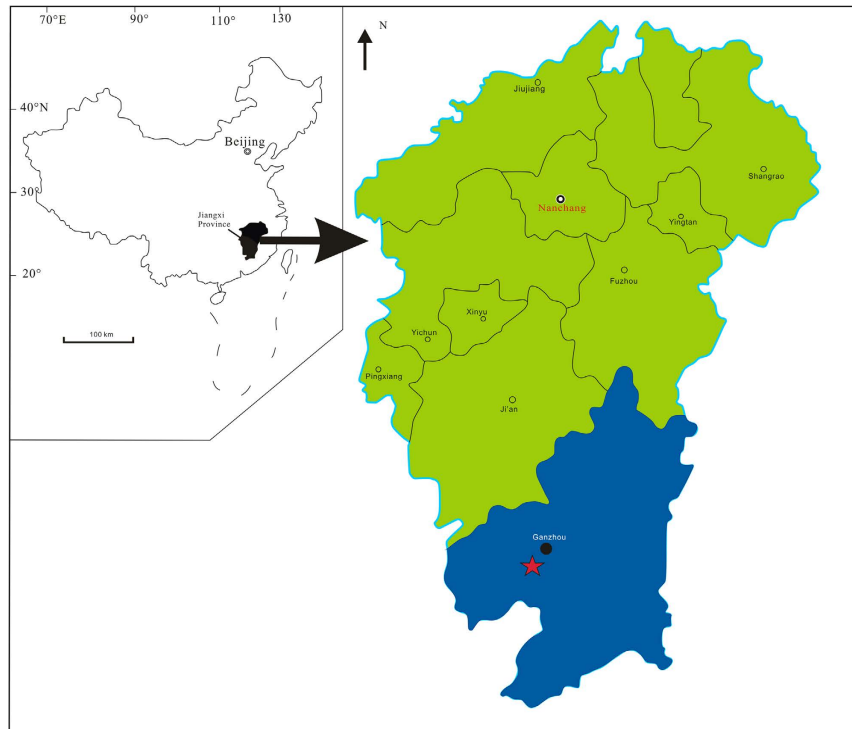 70°E
90°
110°
130
40°N
30°
20°
Beijing
Jiangxi
Province
100 km
N
Jiujiang
Shangrao
Nanchang
Yingtan
Fuzhou
Xinyu
Yichun
Pingxiang
Ji'an
Ganzhou